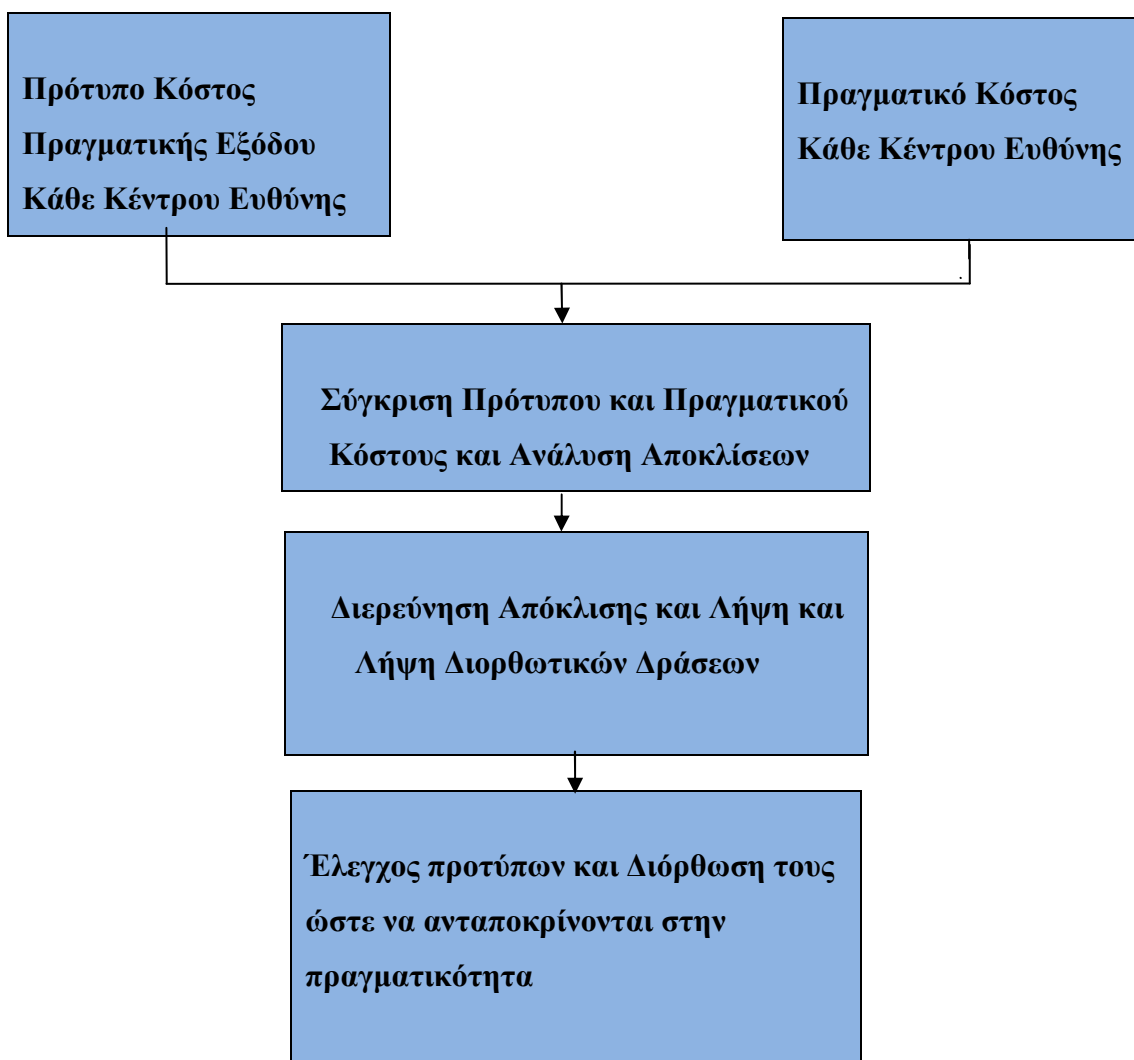 Πρότυπο Κόστος
Πραγματικής Εξόδου
Κάθε Κέντρου Ευθύνης
Πραγματικό Κόστος
Κάθε Κέντρου Ευθύνης
Σύγκριση Πρότυπου και Πραγματικού
Κόστους και Ανάλυση Αποκλίσεων
Διερεύνηση Απόκλισης και Λήψη και
Λήψη Διορθωτικών Δράσεων
Έλεγχος προτύπων και Διόρθωση τους
ώστε να ανταποκρίνονται στην
πραγματικότητα